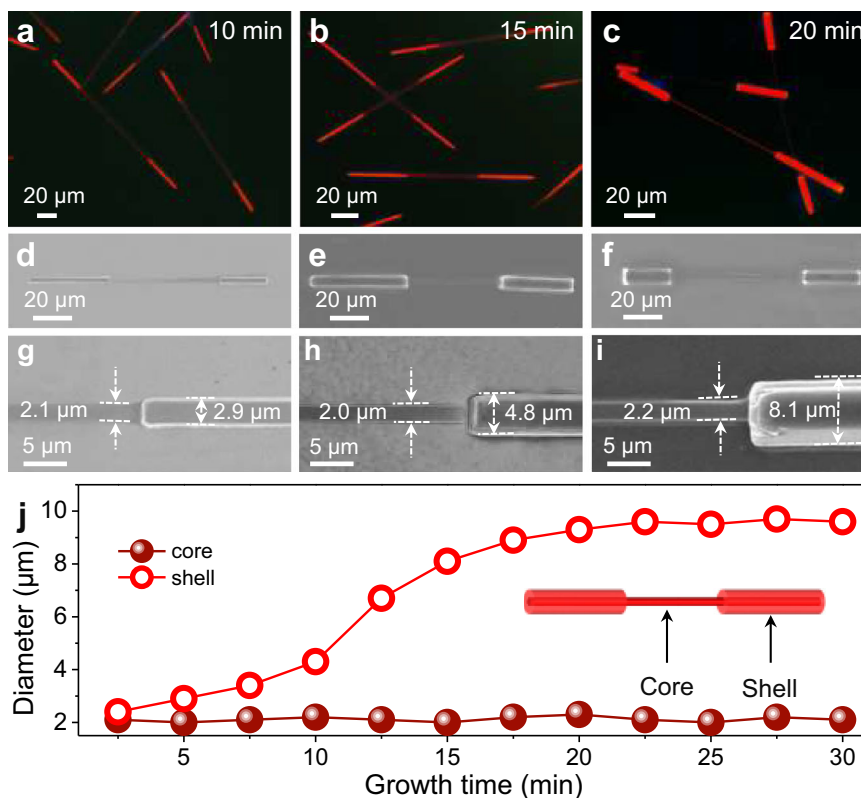 a 10 min
b 15 min
c 20 min
20 µm
20 µm
20 µm
d
e
f
20 µm
20 µm
20 µm
g
h
i
2.1 µm 2.9 µm
2.0 µm 4.8 µm
2.2 µm 8.1 µm
5 µm
5 µm
5 µm
j
core
shell
Core Shell
Diameter (µm)
10
8
6
4
2
5 10 15 20 25 30
Growth time (min)